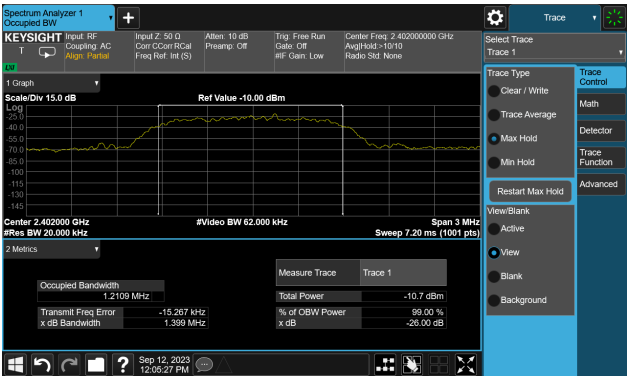 Spectrum Analyzer 1
Occupied BW
Trace
KEYSIGHT
T
LXI
Input: RF
Coupling: AC
Align: Partial
Input Z: 50 Ω
Corr CCorr RCal
Freq Ref: Int (S)
Atten: 10 dB
Preamp: Off
Trig: Free Run
Gate: Off
#IF Gain: Low
Center Freq: 2.402000000 GHz
Avg|Hold:>10/10
Radio Std: None
Select Trace
Trace 1
1 Graph
Scale/Div 15.0 dB
Ref Value -10.00 dBm
Log
-25.0
-40.0
-55.0
-70.0
-85.0
-100
-115
-130
-145
Center 2.402000 GHz
#Video BW 62.000 kHz
Span 3 MHz
#Res BW 20.000 kHz
Sweep 7.20 ms (1001 pts)
2 Metrics
Measure Trace
Trace 1
Occupied Bandwidth
1.2109 MHz
Total Power
-10.7 dBm
Transmit Freq Error
-15.267 kHz
% of OBW Power
99.00 %
x dB Bandwidth
1.399 MHz
x dB
-26.00 dB
Trace Type
Clear / Write
Trace Average
Max Hold
Min Hold
Restart Max Hold
View/Blank
Active
View
Blank
Background
Trace
Control
Math
Detector
Trace
Function
Advanced
?
Sep 12, 2023
12:05:27 PM